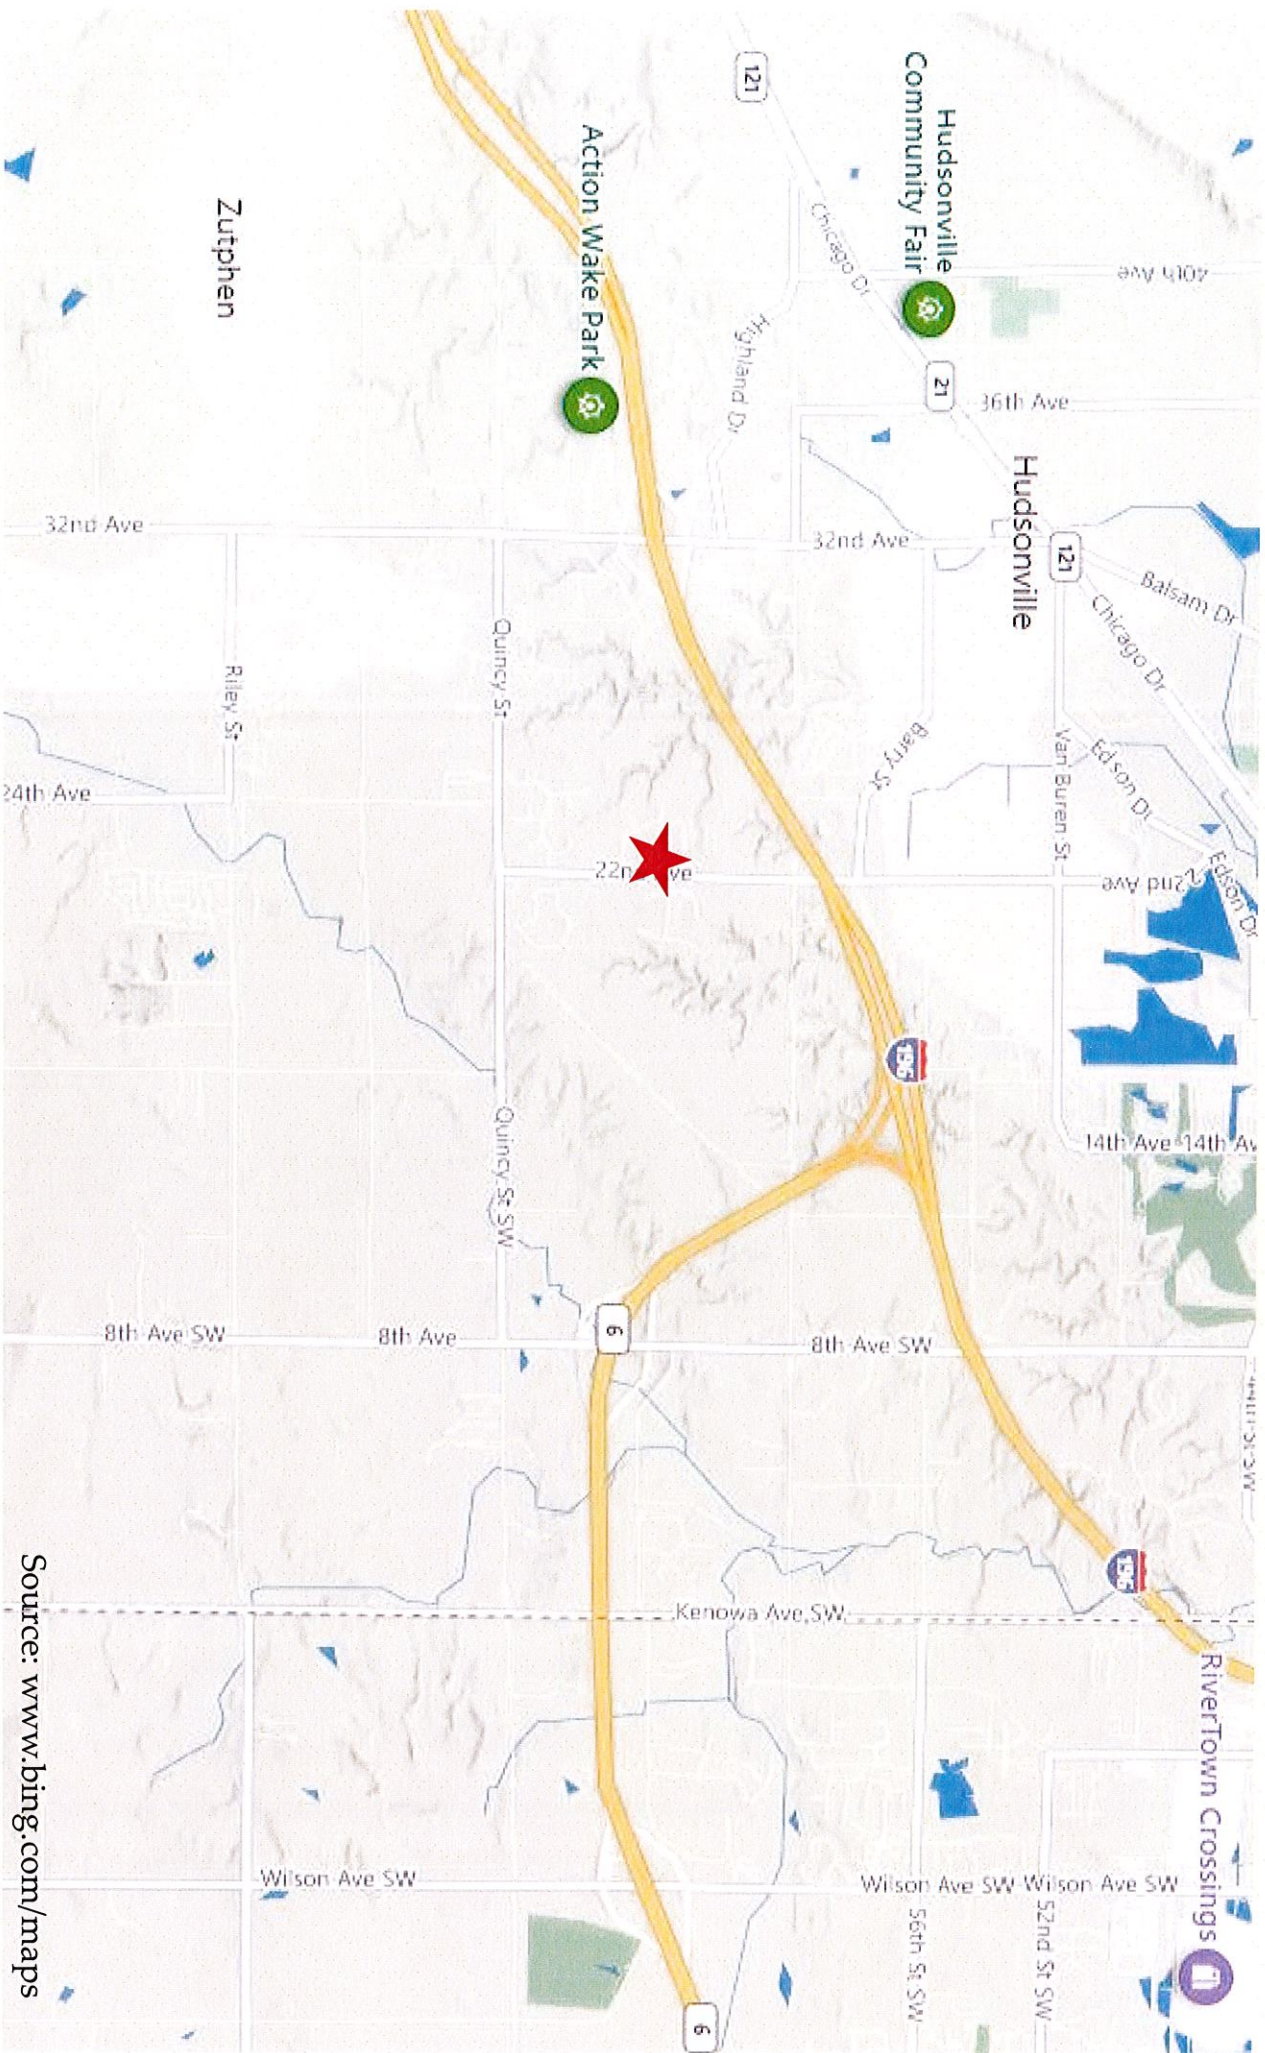 121
Hudsonville
Community Fair
Chicago Dr
40th Ave
Action Wake Park
Zutphen
21
36th Ave
Highland Dr
Hudsonville
32nd Ave
32nd Ave
121
Balsam Dr
Chicago Dr
Quincy St
Riley St
Barry St
Van Buren St
Edson Dr
Edson Dr
24th Ave
22nd Ave
196
14th Ave
14th Av
Quincy St SW
8th Ave SW
8th Ave
6
8th Ave SW
44th St SW
196
Kenowa Ave SW
RiverTown Crossings
Wilson Ave SW
Wilson Ave SW
Wilson Ave SW
56th St SW
52nd St SW
6
Source: www.bing.com/maps